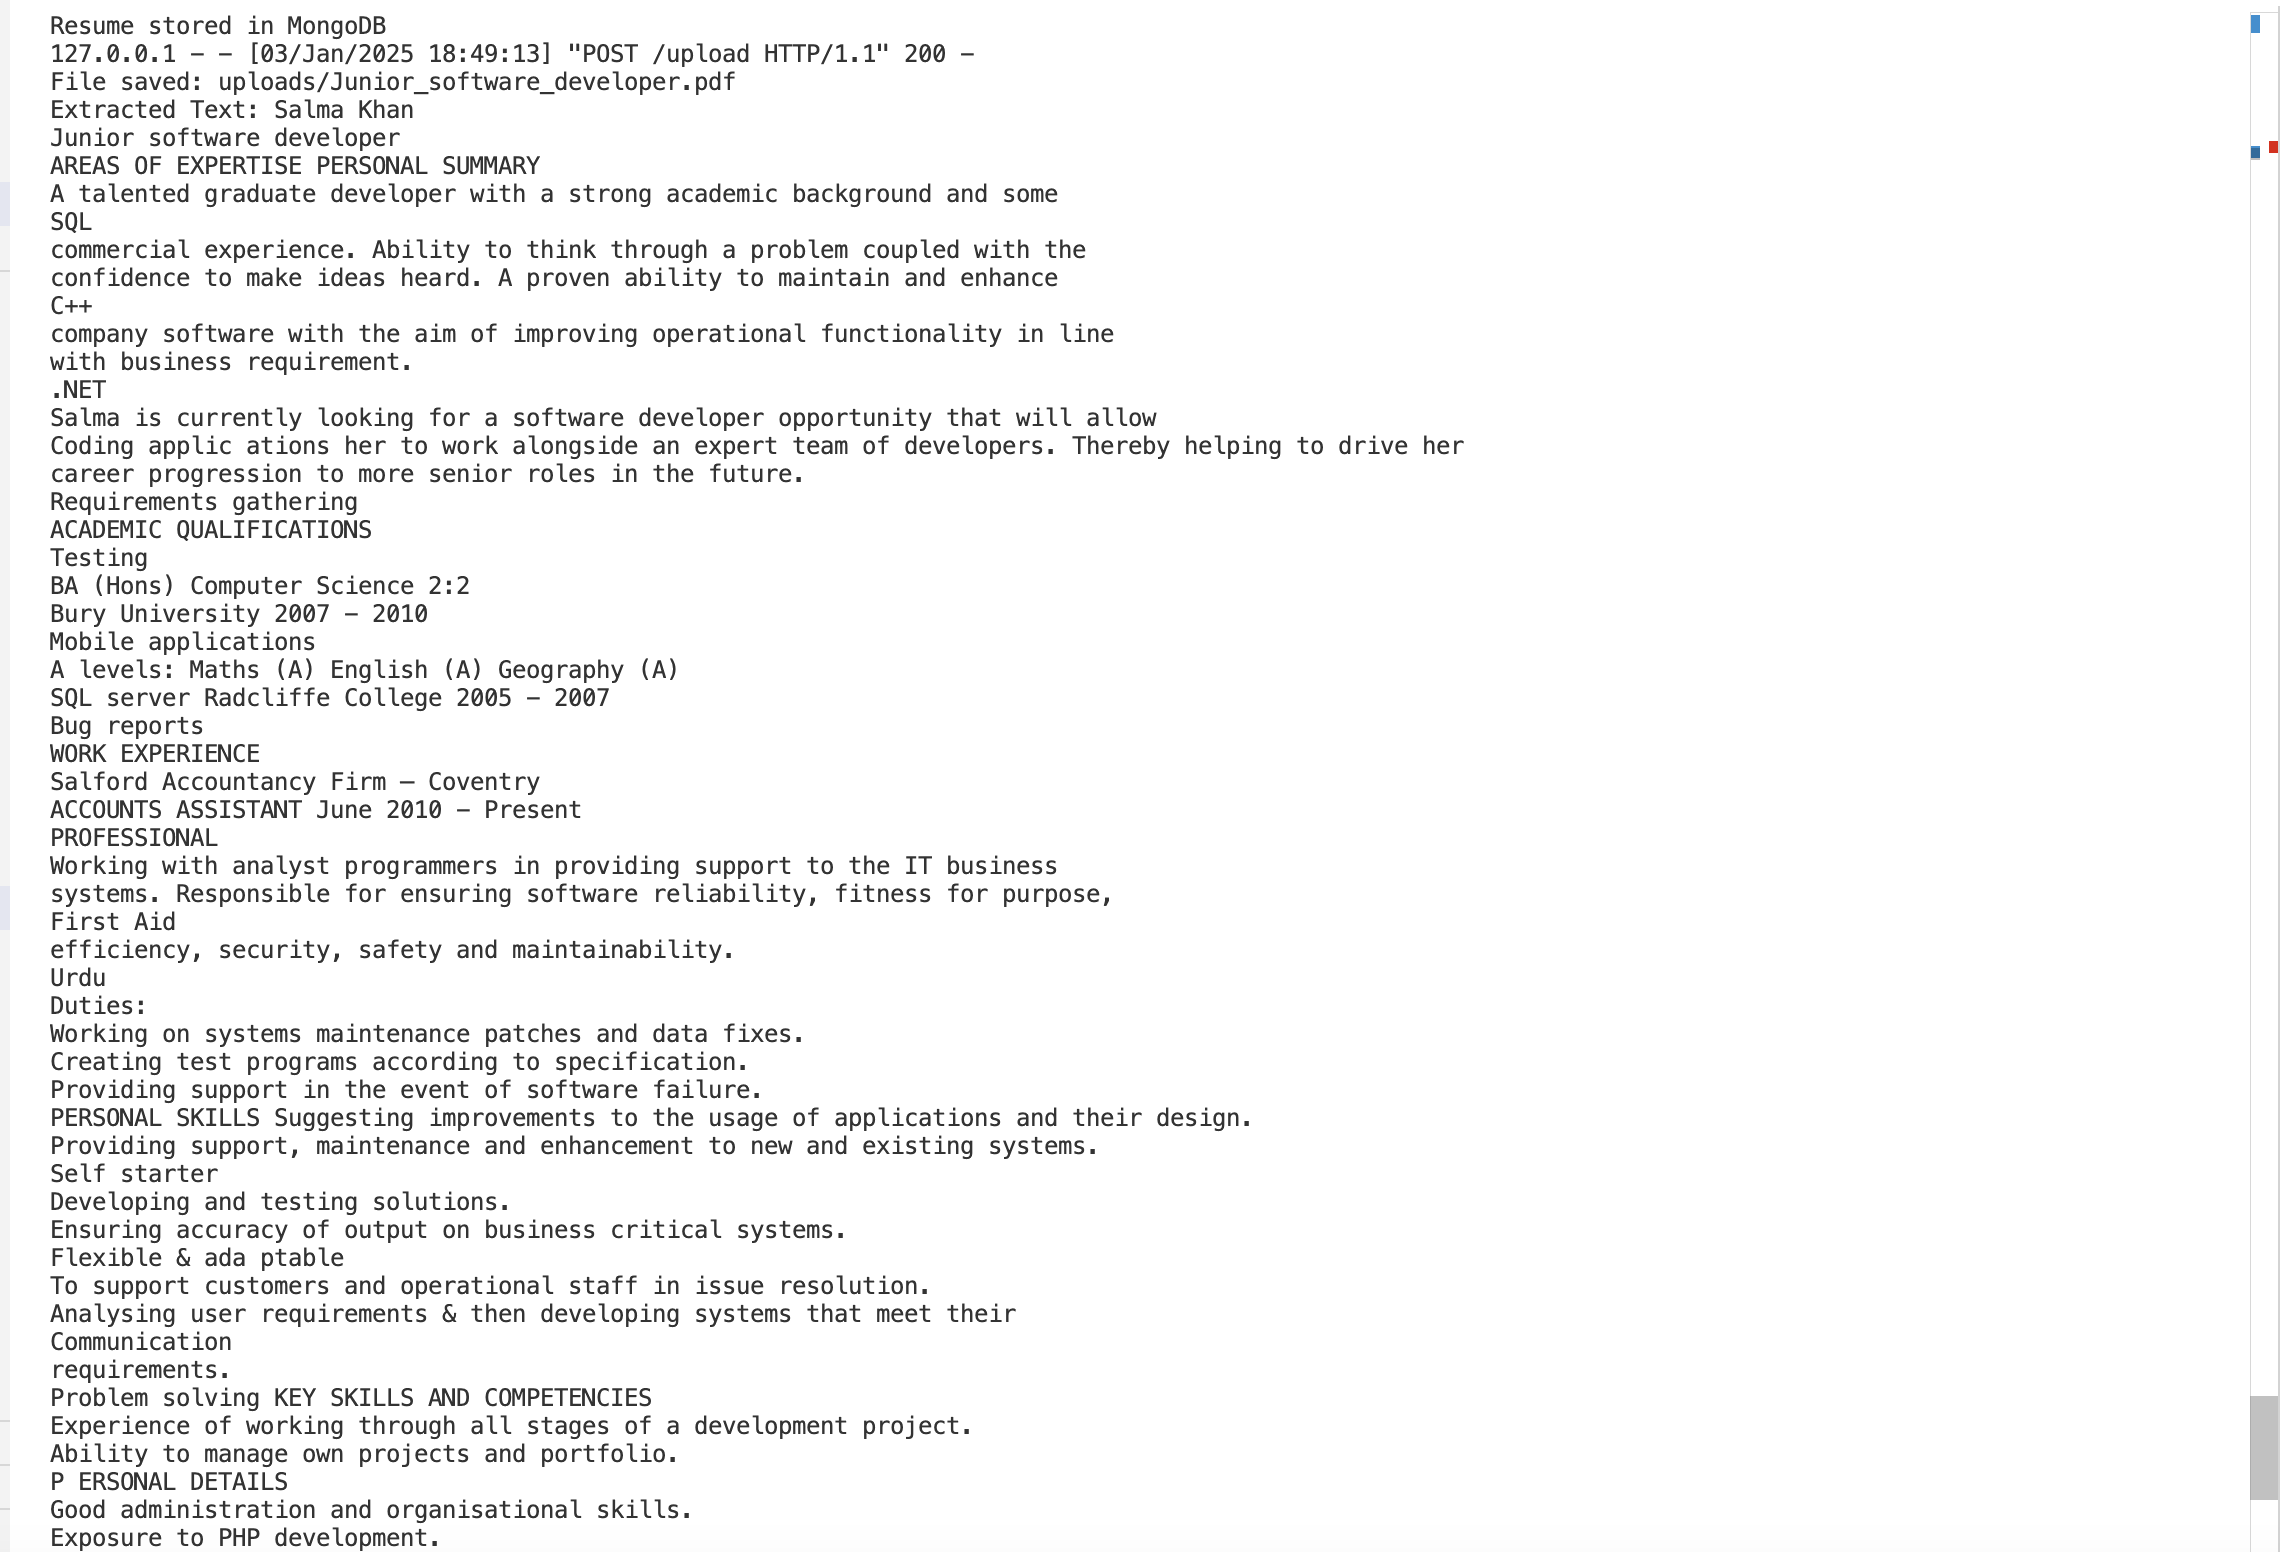 Resume stored in MongoDB
127.0.0.1 - - [03/Jan/2025 18:49:13] "POST /upload HTTP/1.1" 200 -
File saved: uploads/Junior_software_developer.pdf
Extracted Text: Salma Khan
Junior software developer
AREAS OF EXPERTISE PERSONAL SUMMARY
A talented graduate developer with a strong academic background and some
SQL
commercial experience. Ability to think through a problem coupled with the
confidence to make ideas heard. A proven ability to maintain and enhance
C++
company software with the aim of improving operational functionality in line
with business requirement.
.NET
Salma is currently looking for a software developer opportunity that will allow
Coding applic ations her to work alongside an expert team of developers. Thereby helping to drive her
career progression to more senior roles in the future.
Requirements gathering
ACADEMIC QUALIFICATIONS
Testing
BA (Hons) Computer Science 2:2
Bury University 2007 - 2010
Mobile applications
A levels: Maths (A) English (A) Geography (A)
SQL server Radcliffe College 2005 - 2007
Bug reports
WORK EXPERIENCE
Salford Accountancy Firm – Coventry
ACCOUNTS ASSISTANT June 2010 - Present
PROFESSIONAL
Working with analyst programmers in providing support to the IT business
systems. Responsible for ensuring software reliability, fitness for purpose,
First Aid
efficiency, security, safety and maintainability.
Urdu
Duties:
Working on systems maintenance patches and data fixes.
Creating test programs according to specification.
Providing support in the event of software failure.
PERSONAL SKILLS Suggesting improvements to the usage of applications and their design.
Providing support, maintenance and enhancement to new and existing systems.
Self starter
Developing and testing solutions.
Ensuring accuracy of output on business critical systems.
Flexible & ada ptable
To support customers and operational staff in issue resolution.
Analysing user requirements & then developing systems that meet their
Communication
requirements.
Problem solving KEY SKILLS AND COMPETENCIES
Experience of working through all stages of a development project.
Ability to manage own projects and portfolio.
P ERSONAL DETAILS
Good administration and organisational skills.
Exposure to PHP development.